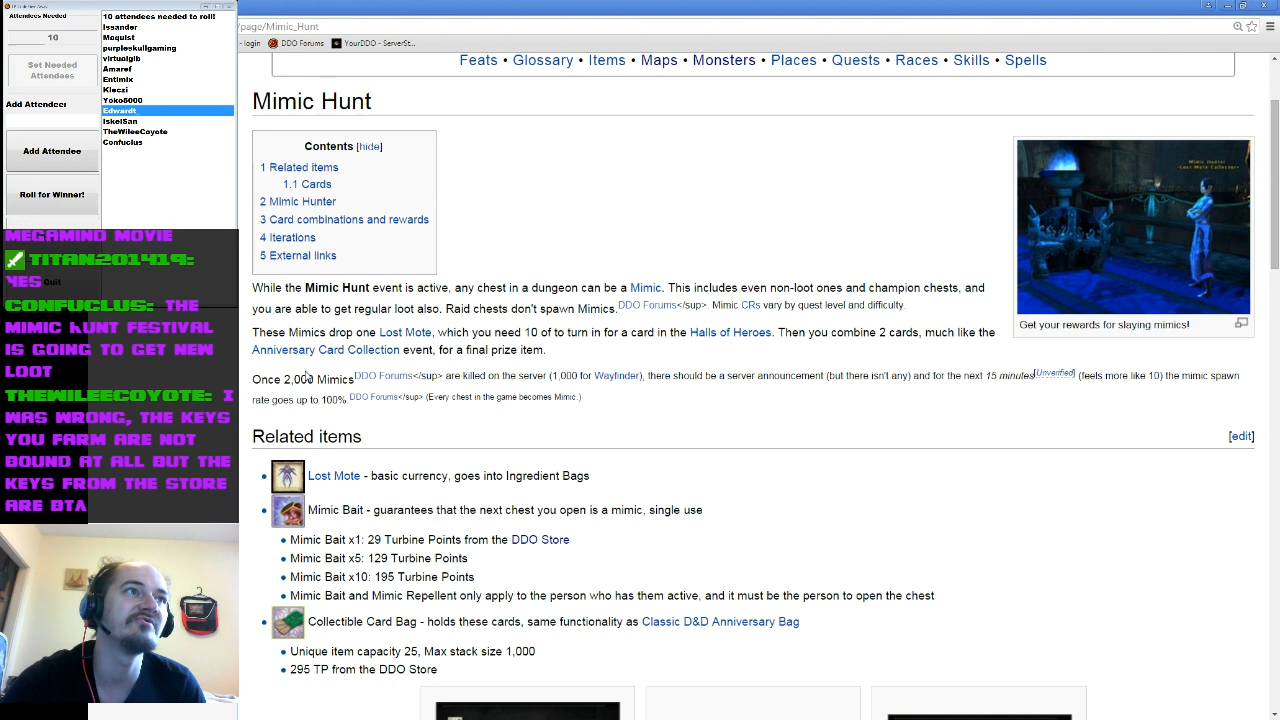 Attendees Needed
10
Set Needed
Attendees
Add Attendee:
Add Attendee
Roll for Winner!
Quit
10 attendees needed to roll!
Issander
Maquist
purpleskullgaming
virtualgib
Amaref
Entimix
Kleczi
Yoko5000
Edwardt
IskelSan
TheWileeCoyote
Confuclus
MEGAMIND MOVIE
TITAN201419:
YES
CONFUCLUS: THE
MIMIC HUNT FESTIVAL
IS GOING TO GET NEW
LOOT
THEWILEECOYOTE: I
WAS WRONG, THE KEYS
YOU FARM ARE NOT
BOUND AT ALL BUT THE
KEYS FROM THE STORE
ARE BTA
/page/Mimic_Hunt
- login
DDO Forums
YourDDO - ServerSt...
Feats · Glossary · Items · Maps · Monsters · Places · Quests · Races · Skills · Spells
Mimic Hunt
Contents [hide]
1 Related items
1.1 Cards
2 Mimic Hunter
3 Card combinations and rewards
4 Iterations
5 External links
Mimic Hunter
<Lost Mote Collector>
Get your rewards for slaying mimics!
While the Mimic Hunt event is active, any chest in a dungeon can be a Mimic. This includes even non-loot ones and champion chests, and
you are able to get regular loot also. Raid chests don't spawn Mimics.DDO Forums</sup>. Mimic CRs vary by quest level and difficulty.
These Mimics drop one Lost Mote, which you need 10 of to turn in for a card in the Halls of Heroes. Then you combine 2 cards, much like the
Anniversary Card Collection event, for a final prize item.
Once 2,000 MimicsDDO Forums</sup> are killed on the server (1,000 for Wayfinder), there should be a server announcement (but there isn't any) and for the next 15 minutes[Unverified] (feels more like 10) the mimic spawn
rate goes up to 100%.DDO Forums</sup> (Every chest in the game becomes Mimic.)
Related items
[edit]
Lost Mote - basic currency, goes into Ingredient Bags
Mimic Bait - guarantees that the next chest you open is a mimic, single use
Mimic Bait x1: 29 Turbine Points from the DDO Store
Mimic Bait x5: 129 Turbine Points
Mimic Bait x10: 195 Turbine Points
Mimic Bait and Mimic Repellent only apply to the person who has them active, and it must be the person to open the chest
Collectible Card Bag - holds these cards, same functionality as Classic D&D Anniversary Bag
Unique item capacity 25, Max stack size 1,000
295 TP from the DDO Store